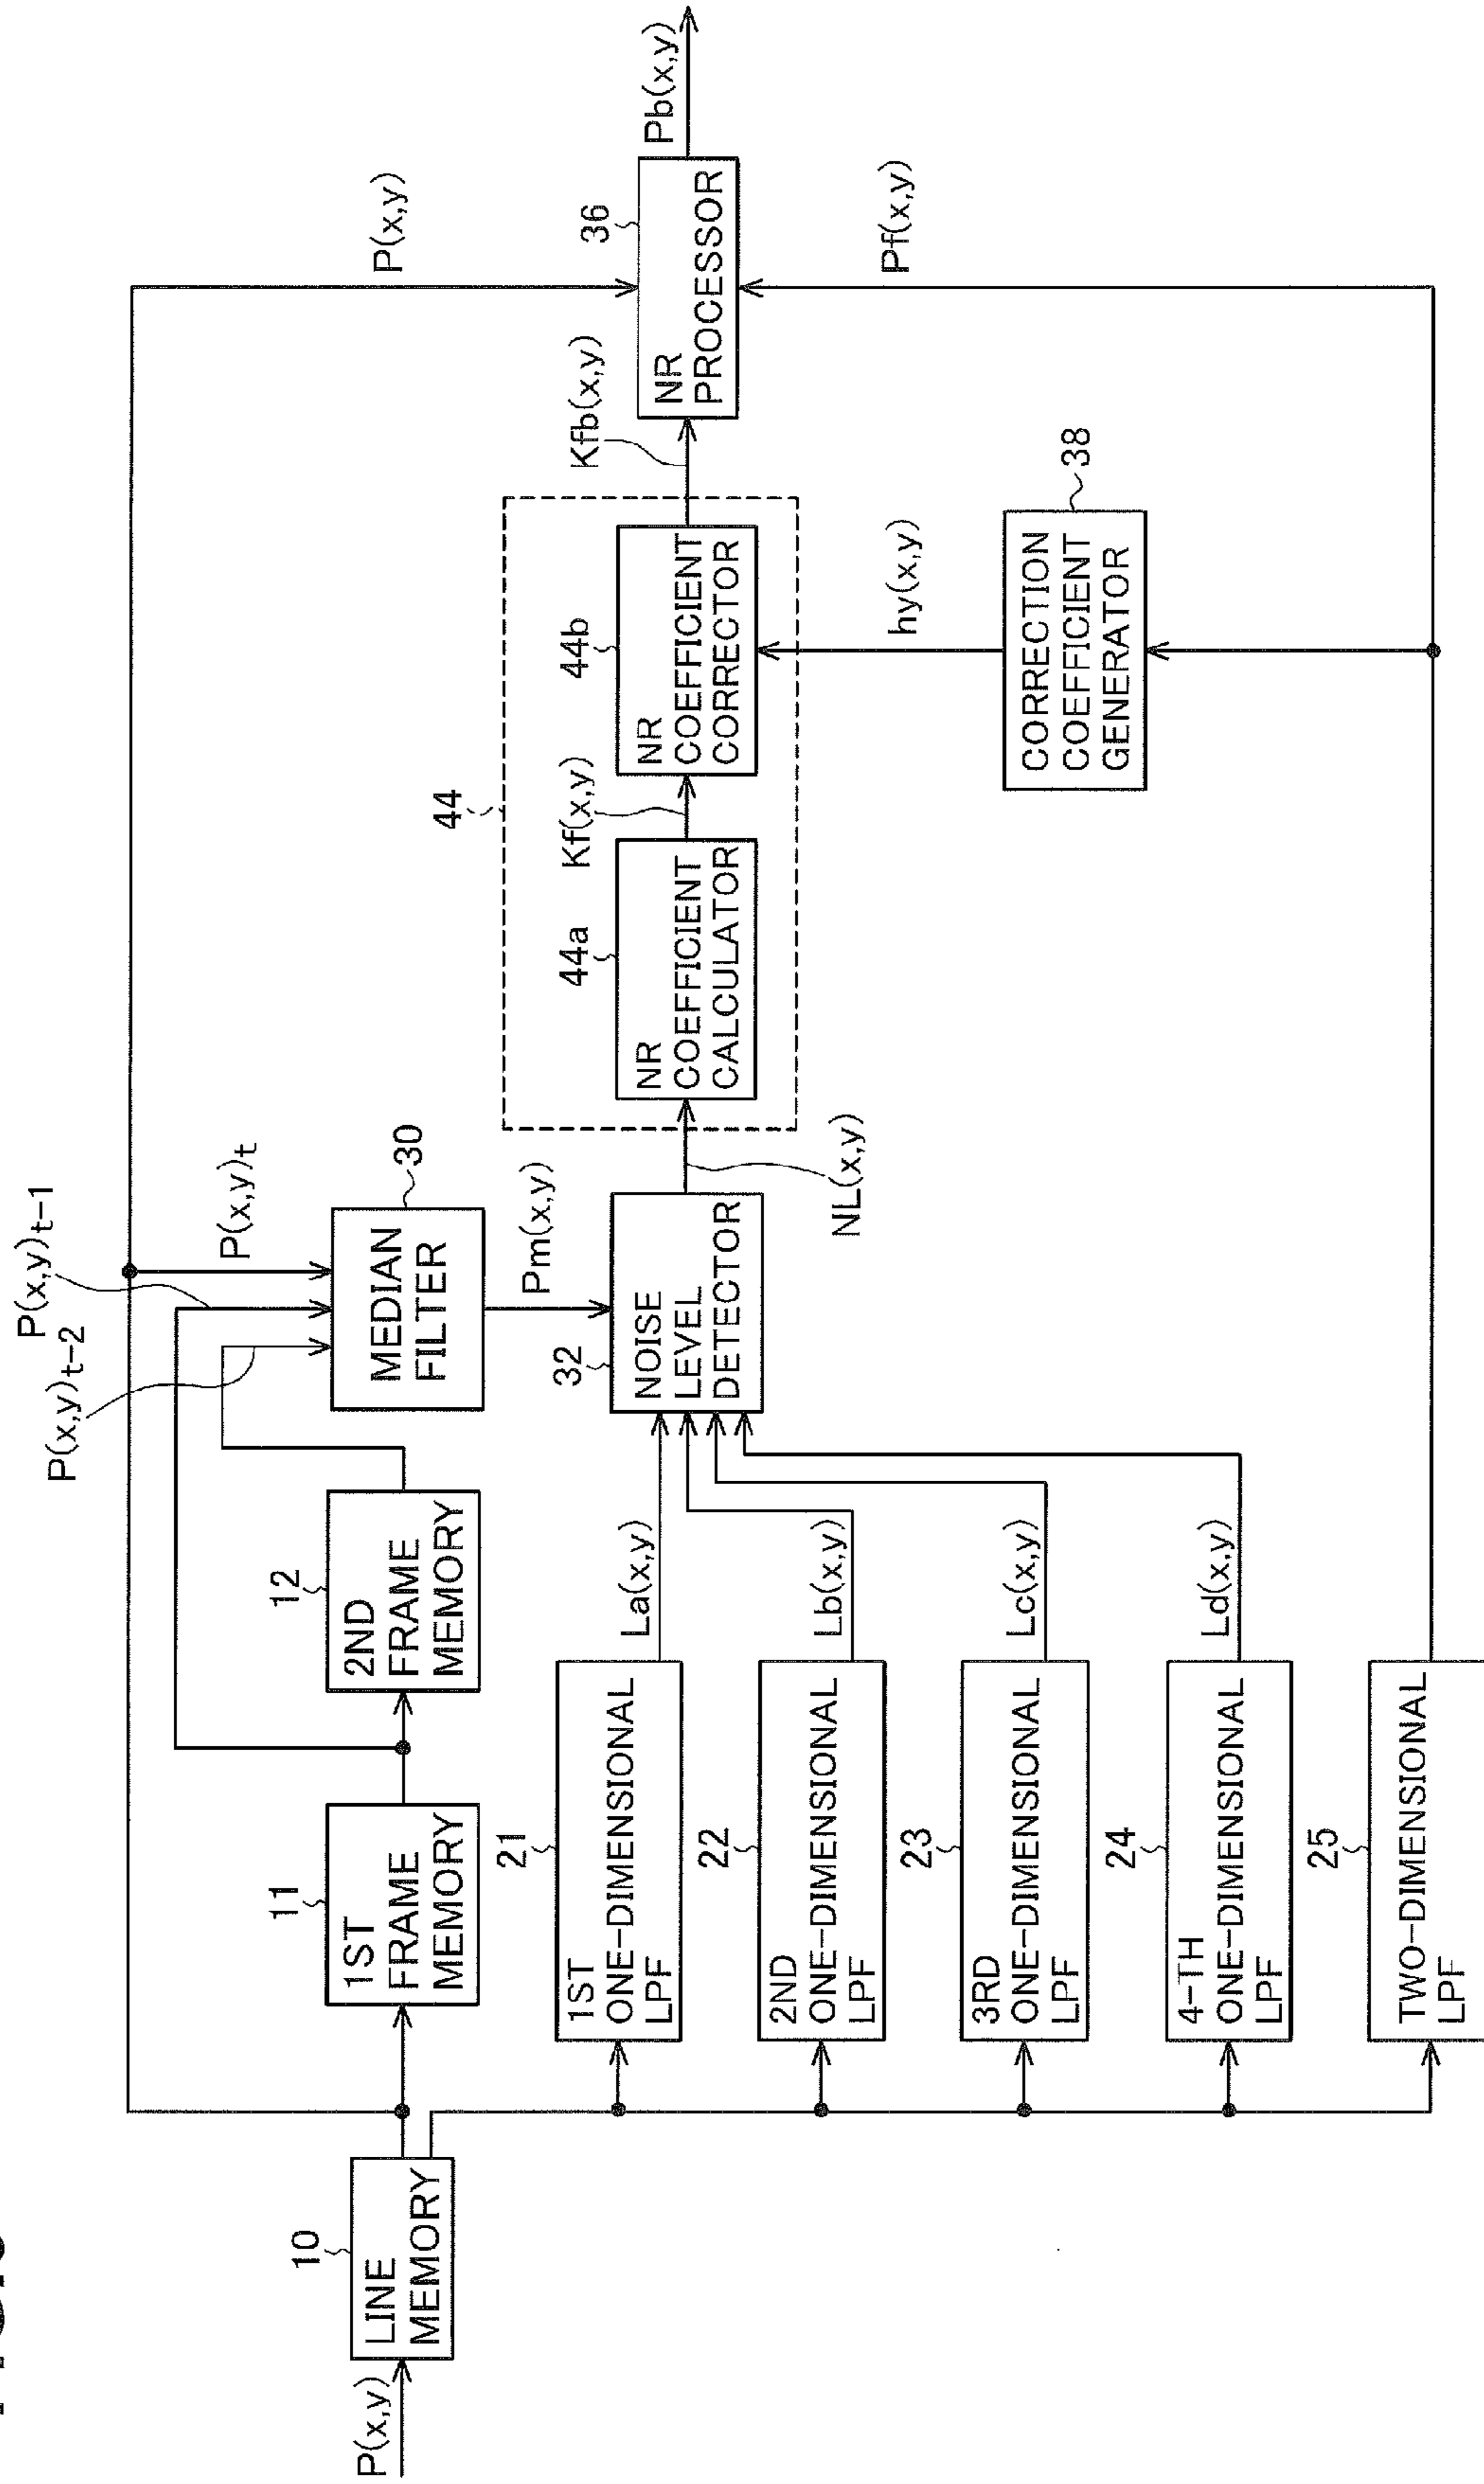 P(x,y)
10
LINE
MEMORY
11
1ST
FRAME
MEMORY
12
2ND
FRAME
MEMORY
P(x,y)t-2
P(x,y)t-1
P(x,y)t
30
MEDIAN
FILTER
Pm(x,y)
21
1ST
ONE-DIMENSIONAL
LPF
La(x,y)
22
2ND
ONE-DIMENSIONAL
LPF
Lb(x,y)
23
3RD
ONE-DIMENSIONAL
LPF
Lc(x,y)
24
4-TH
ONE-DIMENSIONAL
LPF
Ld(x,y)
25
TWO-DIMENSIONAL
LPF
32
NOISE
LEVEL
DETECTOR
NL(x,y)
44
44a
NR
COEFFICIENT
CALCULATOR
Kf(x,y)
44b
NR
COEFFICIENT
CORRECTOR
Kfb(x,y)
hy(x,y)
38
CORRECTION
COEFFICIENT
GENERATOR
P(x,y)
36
NR
PROCESSOR
Pf(x,y)
Pb(x,y)